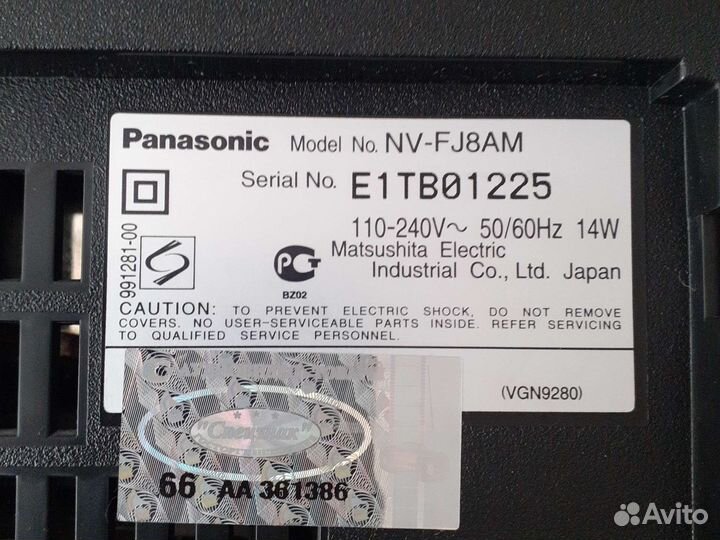 Panasonic Model No. NV-FJ8AM
Serial No. E1TB01225
110-240V～ 50/60Hz 14W
Matsushita Electric
Industrial Co., Ltd. Japan
991281-00
BZ02
CAUTION: TO PREVENT ELECTRIC SHOCK, DO NOT REMOVE
COVERS. NO USER-SERVICEABLE PARTS INSIDE. REFER SERVICING
TO QUALIFIED SERVICE PERSONNEL.
(VGN9280)
66 AA 361386
Avito